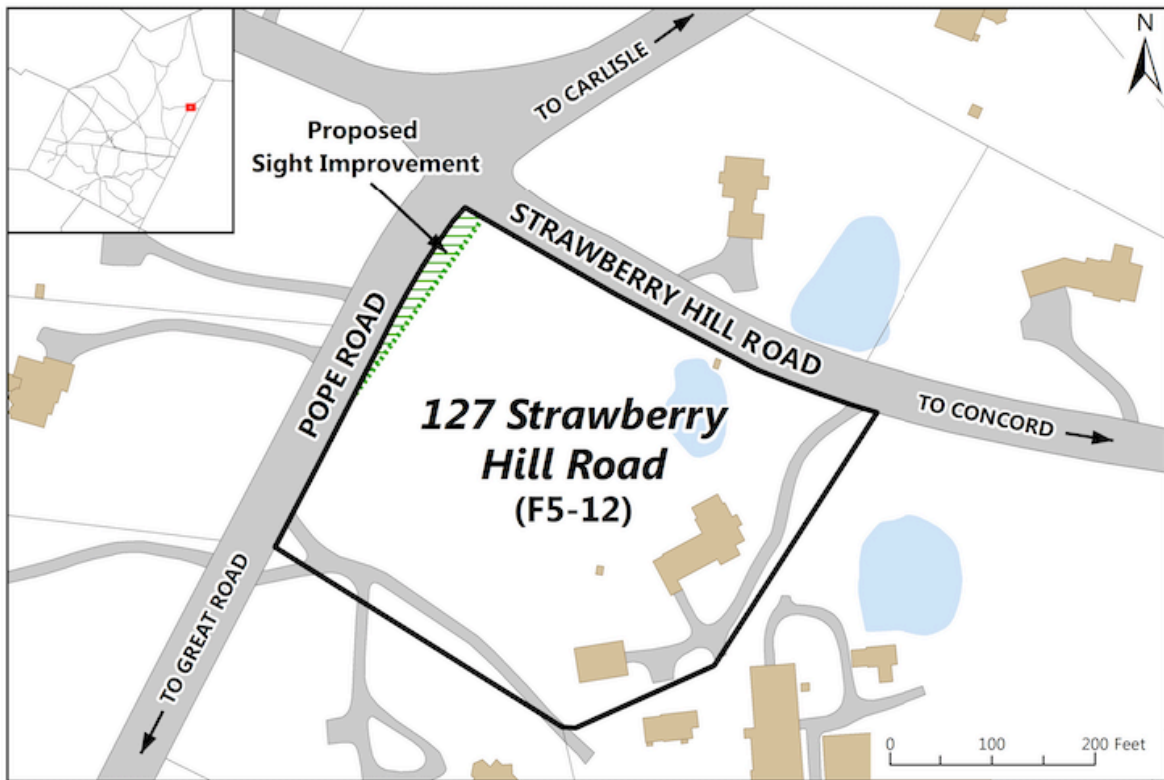 N
TO CARLISLE
Proposed
Sight Improvement
STRAWBERRY HILL ROAD
POPE ROAD
127 Strawberry
Hill Road
(F5-12)
TO CONCORD
TO GREAT ROAD
0 100 200 Feet